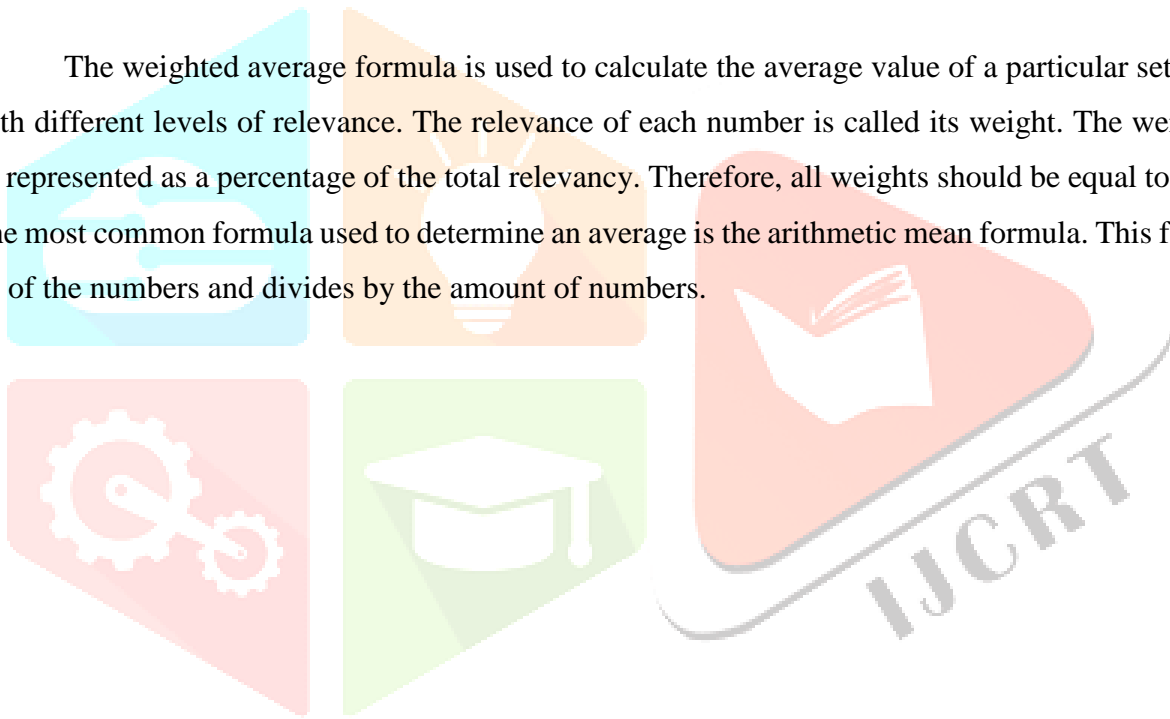 The weighted average formula is used to calculate the average value of a particular set
th different levels of relevance. The relevance of each number is called its weight. The wei
represented as a percentage of the total relevancy. Therefore, all weights should be equal to
he most common formula used to determine an average is the arithmetic mean formula. This f
of the numbers and divides by the amount of numbers.
IJCRT